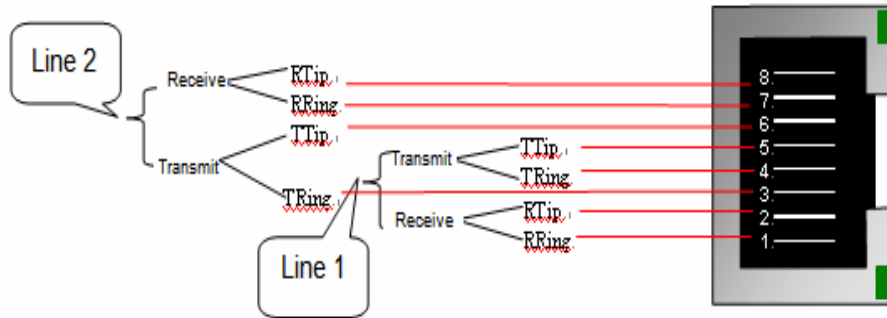 Line 2
Receive
RTip.
RRing.
TTip.
Transmit
TRing.
Line 1
Transmit
TTip.
TRing.
Receive
RTip.
RRing.
8.
7.
6.
5.
4.
3.
2.
1.